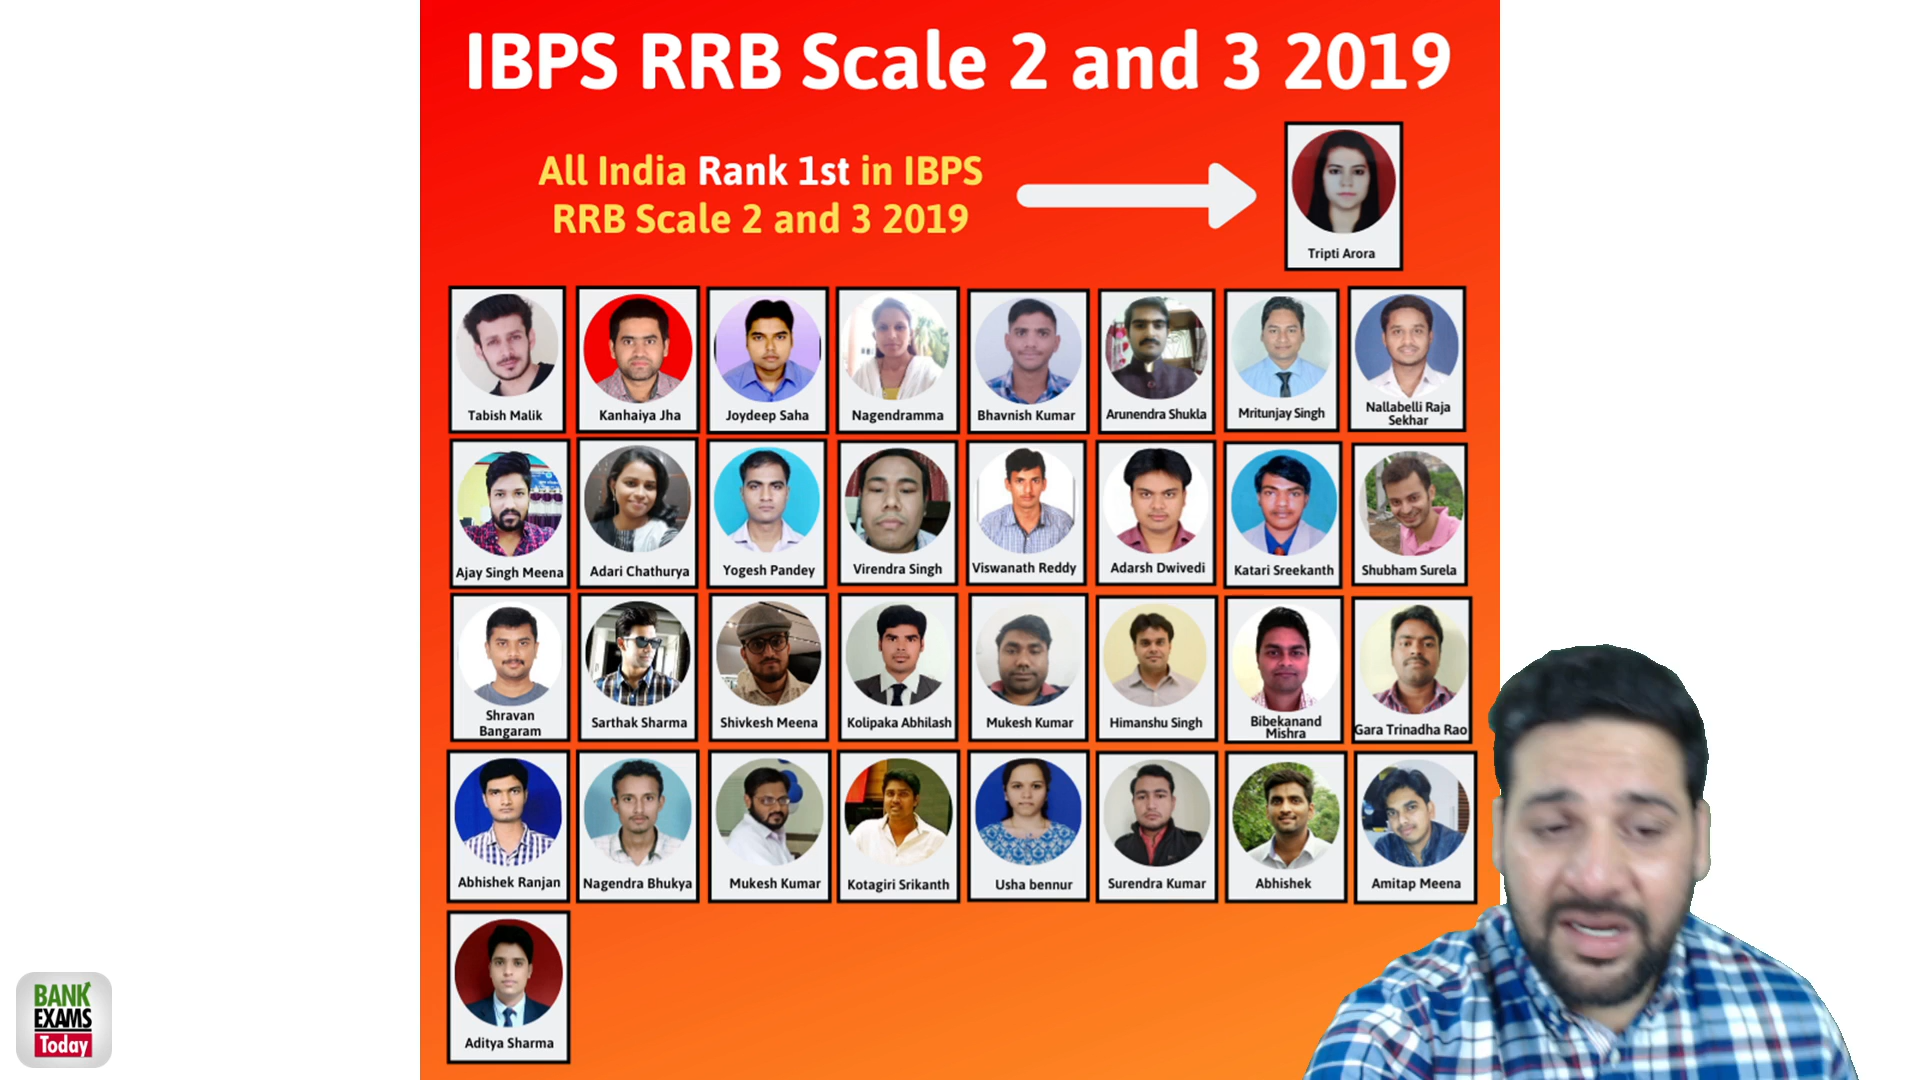 IBPS RRB Scale 2 and 3 2019
All India Rank 1st in IBPS
RRB Scale 2 and 3 2019
Tripti Arora
Tabish Malik
Kanhaiya Jha
Joydeep Saha
Nagendramma
Bhavnish Kumar
Arunendra Shukla
Mritunjay Singh
Nallabelli Raja
Sekhar
Ajay Singh Meena
Adari Chathurya
Yogesh Pandey
Virendra Singh
Viswanath Reddy
Adarsh Dwivedi
Katari Sreekanth
Shubham Surela
Shravan
Bangaram
Sarthak Sharma
Shivkesh Meena
Kolipaka Abhilash
Mukesh Kumar
Himanshu Singh
Bibekanand
Mishra
Gara Trinadha Rao
Abhishek Ranjan
Nagendra Bhukya
Mukesh Kumar
Kotagiri Srikanth
Usha bennur
Surendra Kumar
Abhishek
Amitap Meena
Aditya Sharma
BANK
EXAMS
Today